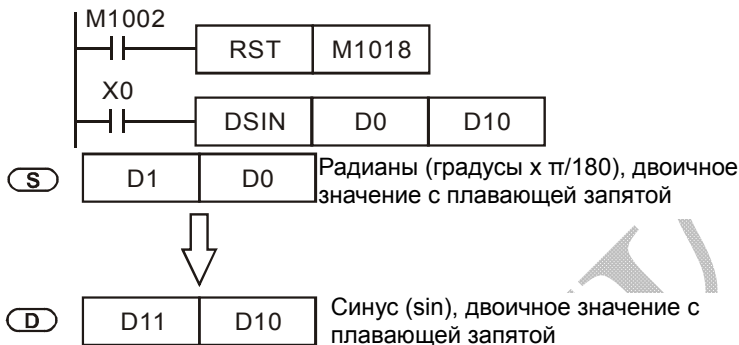 M1002
RST M1018
X0
DSIN D0 D10
S D1 D0 Радианы (градусы x π/180), двоичное
значение с плавающей запятой
D D11 D10 Синус (sin), двоичное значение с
плавающей запятой